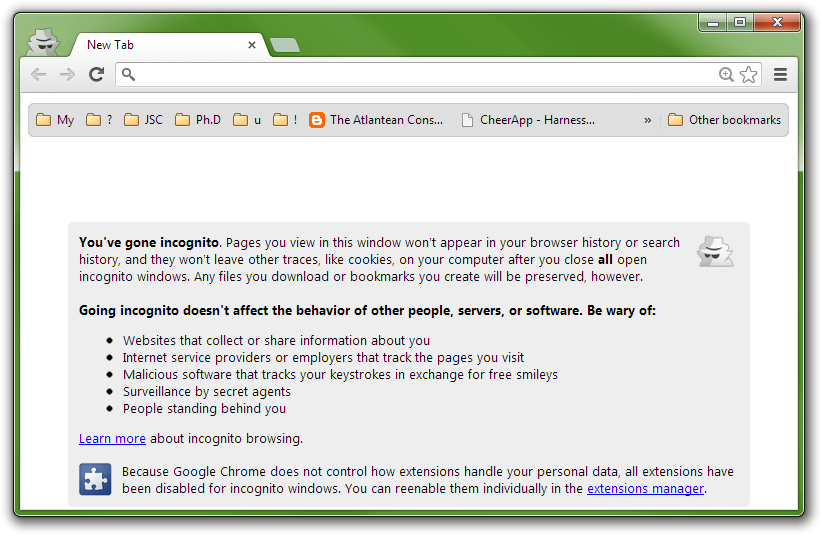 New Tab
My ? JSC Ph.D u ! The Atlantean Cons... CheerApp - Harness... » Other bookmarks
You've gone incognito. Pages you view in this window won't appear in your browser history or search
history, and they won't leave other traces, like cookies, on your computer after you close all open
incognito windows. Any files you download or bookmarks you create will be preserved, however.
Going incognito doesn't affect the behavior of other people, servers, or software. Be wary of:
• Websites that collect or share information about you
• Internet service providers or employers that track the pages you visit
• Malicious software that tracks your keystrokes in exchange for free smileys
• Surveillance by secret agents
• People standing behind you
Learn more about incognito browsing.
Because Google Chrome does not control how extensions handle your personal data, all extensions have
been disabled for incognito windows. You can reenable them individually in the extensions manager.